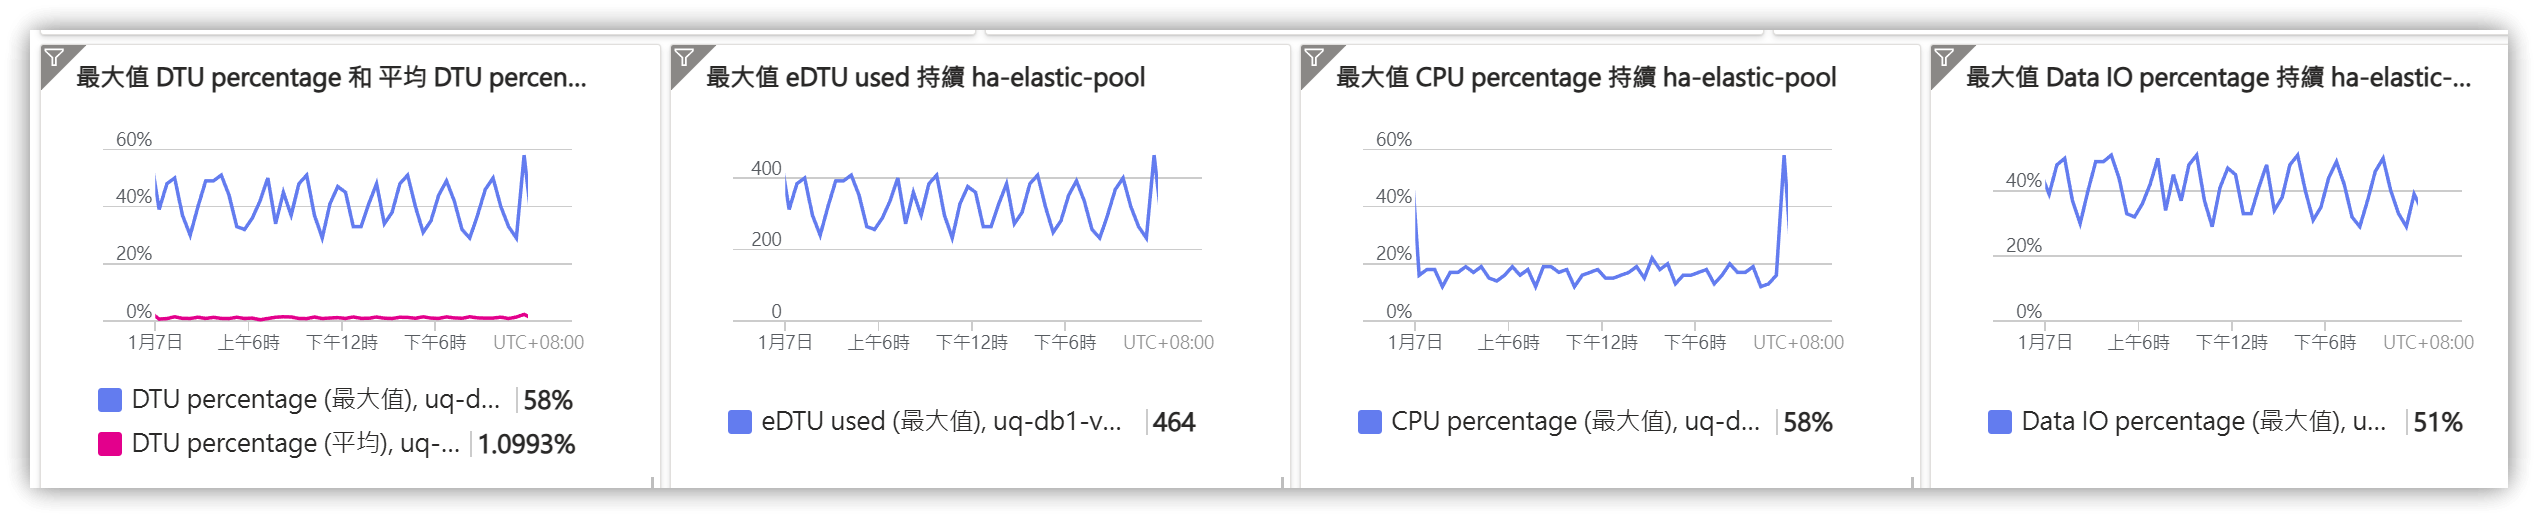 最大值 DTU percentage 和 平均 DTU percen...
60%
40%
20%
0%
1月7日 上午6時 下午12時 下午6時 UTC+08:00
DTU percentage (最大值), uq-d... 58%
DTU percentage (平均), uq-... 1.0993%
最大值 eDTU used 持續 ha-elastic-pool
400
200
0
1月7日 上午6時 下午12時 下午6時 UTC+08:00
eDTU used (最大值), uq-db1-v... 464
最大值 CPU percentage 持續 ha-elastic-pool
60%
40%
20%
0%
1月7日 上午6時 下午12時 下午6時 UTC+08:00
CPU percentage (最大值), uq-d... 58%
最大值 Data IO percentage 持續 ha-elastic-...
40%
20%
0%
1月7日 上午6時 下午12時 下午6時 UTC+08:00
Data IO percentage (最大值), u... 51%